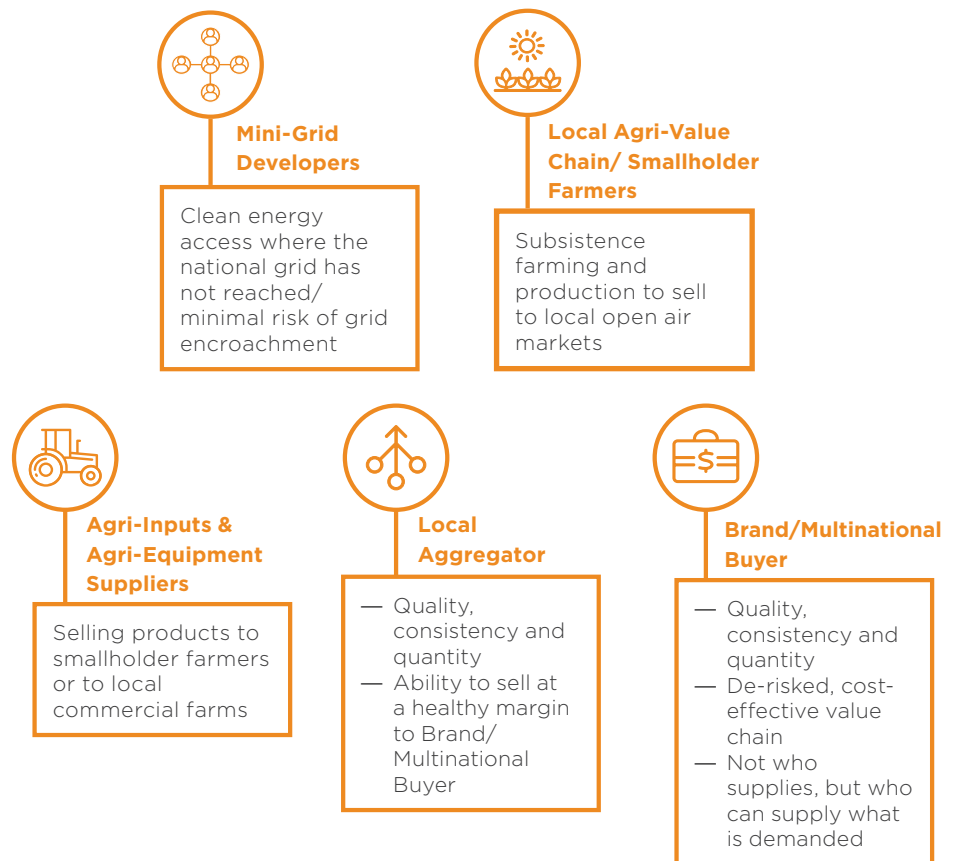 Mini-Grid
Developers
Clean energy
access where the
national grid has
not reached/
minimal risk of grid
encroachment
Local Agri-Value
Chain/ Smallholder
Farmers
Subsistence
farming and
production to sell
to local open air
markets
Agri-Inputs &
Agri-Equipment
Suppliers
Selling products to
smallholder farmers
or to local
commercial farms
Local
Aggregator
— Quality,
consistency and
quantity
— Ability to sell at
a healthy margin
to Brand/
Multinational
Buyer
$
Brand/Multinational
Buyer
— Quality,
consistency and
quantity
— De-risked, cost-
effective value
chain
— Not who
supplies, but who
can supply what
is demanded